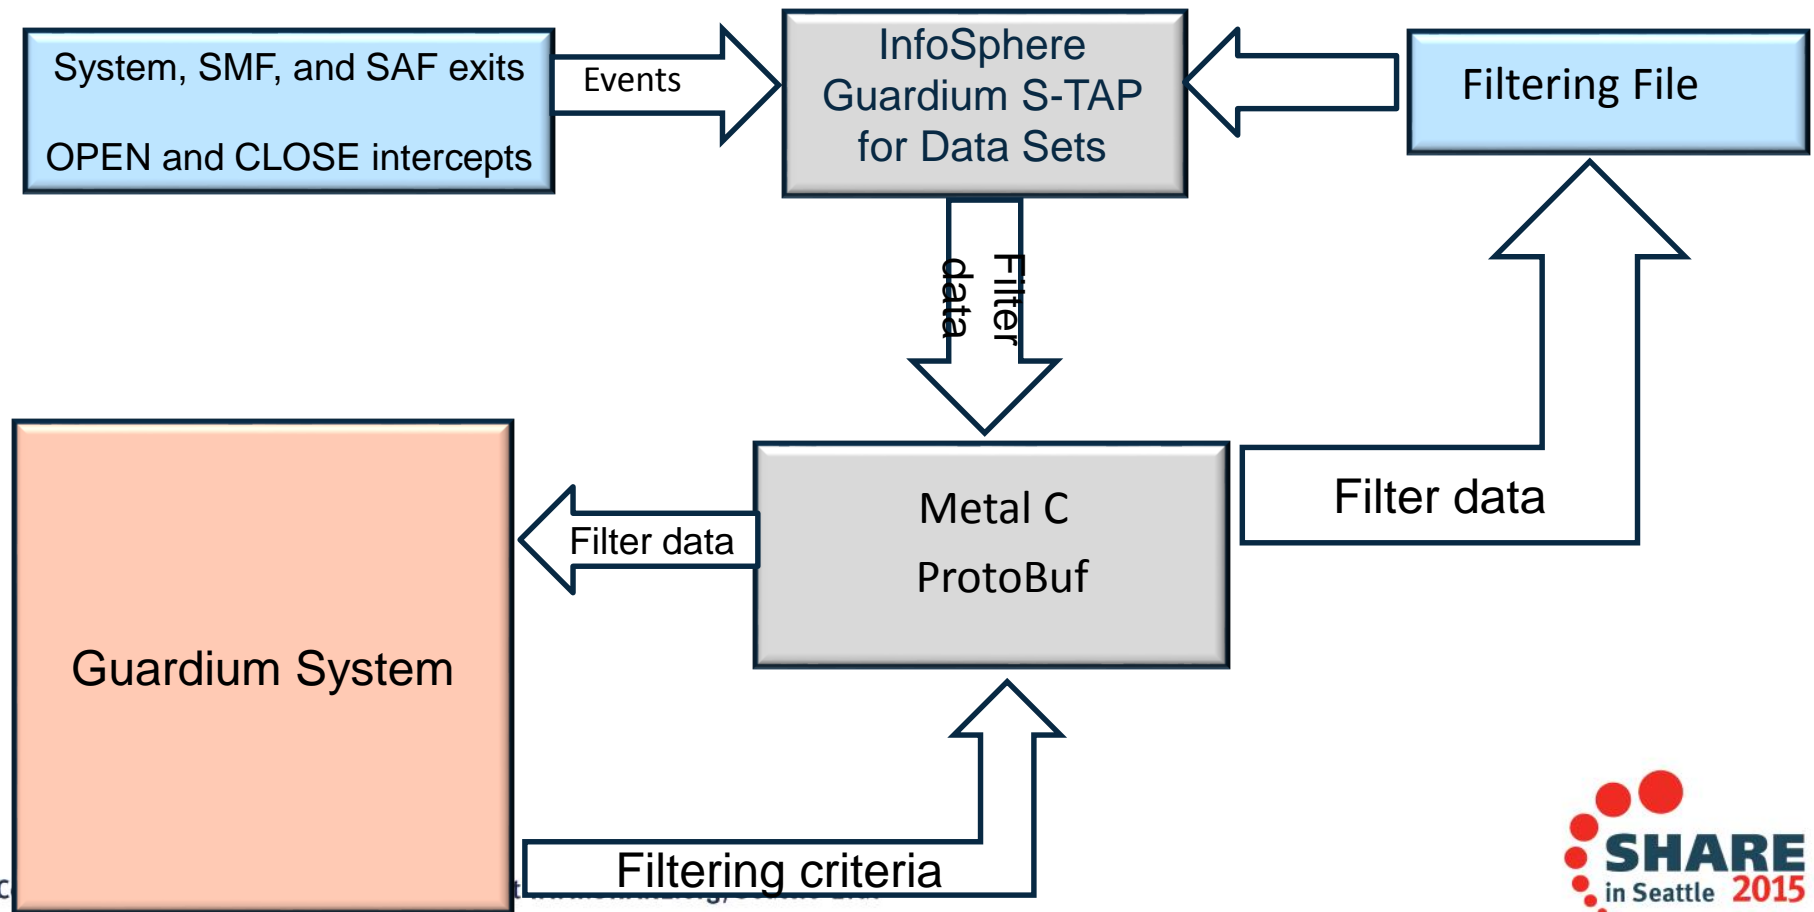 System, SMF, and SAF exits
OPEN and CLOSE intercepts
Events
InfoSphere
Guardium S-TAP
for Data Sets
Filtering File
Filter
data
Guardium System
Filter data
Metal C
ProtoBuf
Filter data
Filtering criteria
SHARE
in Seattle 2015